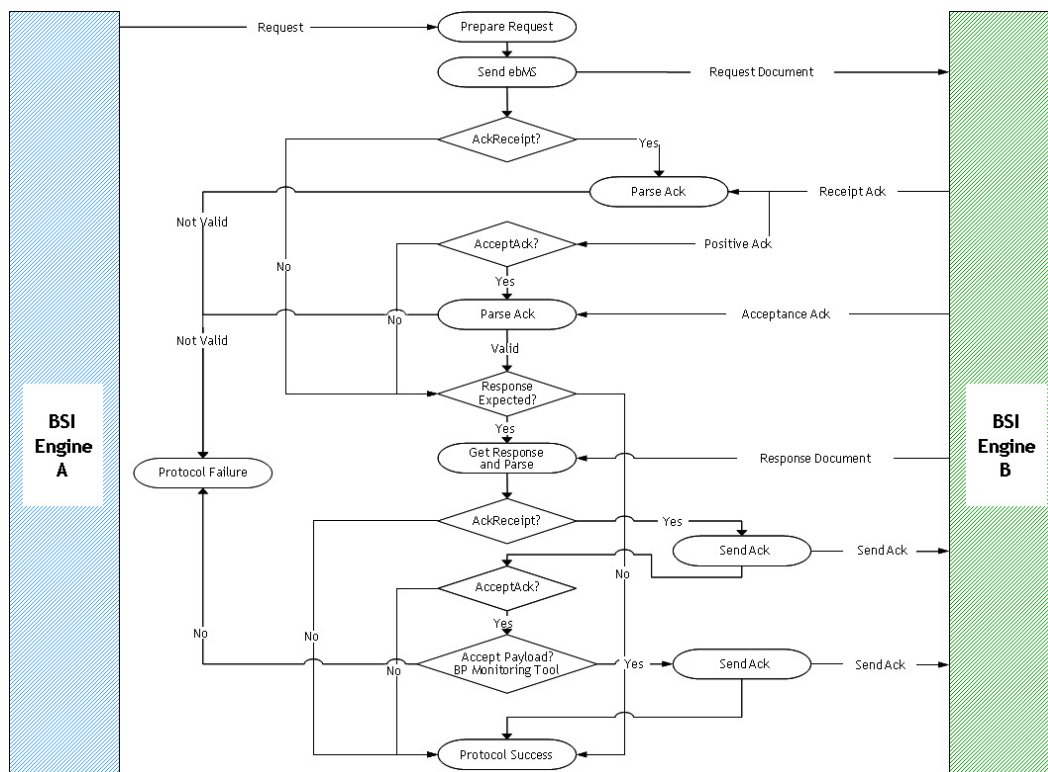 Request
Prepare Request
Send ebMS
Request Document
AckReceipt?
Yes
Parse Ack
Receipt Ack
Not Valid
AcceptAck?
Positive Ack
No
Yes
Parse Ack
Acceptance Ack
No
Not Valid
Valid
Response
Expected?
BSI
Engine
A
BSI
Engine
B
Yes
Get Response
and Parse
Response Document
Protocol Failure
AckReceipt?
Yes
Send Ack
Send Ack
No
AcceptAck?
Yes
No
No
Accept Payload?
BP Monitoring Tool
No
Yes
Send Ack
Send Ack
Protocol Success